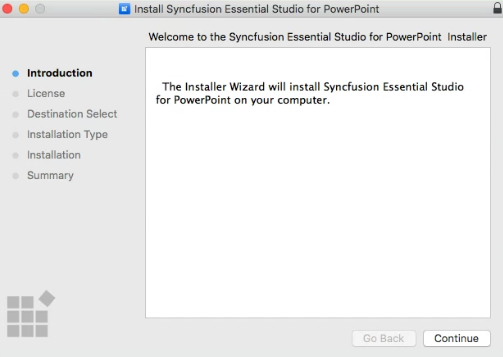 Install Syncfusion Essential Studio for PowerPoint
Welcome to the Syncfusion Essential Studio for PowerPoint Installer
Introduction
License
Destination Select
Installation Type
Installation
Summary
The Installer Wizard will install Syncfusion Essential Studio
for PowerPoint on your computer.
Go Back
Continue